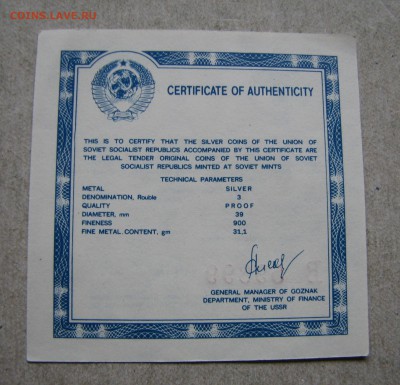 COINS.LAVE.RU
CERTIFICATE OF AUTHENTICITY
THIS IS TO CERTIFY THAT THE SILVER COINS OF THE UNION OF
SOVIET SOCIALIST REPUBLICS ACCOMPANIED BY THIS CERTIFICATE ARE
THE LEGAL TENDER ORIGINAL COINS OF THE UNION OF SOVIET
SOCIALIST REPUBLICS MINTED AT SOVIET MINTS
TECHNICAL PARAMETERS
METAL SILVER
DENOMINATION, Rouble 3
QUALITY PROOF
DIAMETER, mm 39
FINENESS 900
FINE METAL CONTENT, gm 31,1
GENERAL MANAGER OF GOZNAK
DEPARTMENT, MINISTRY OF FINANCE
OF THE USSR